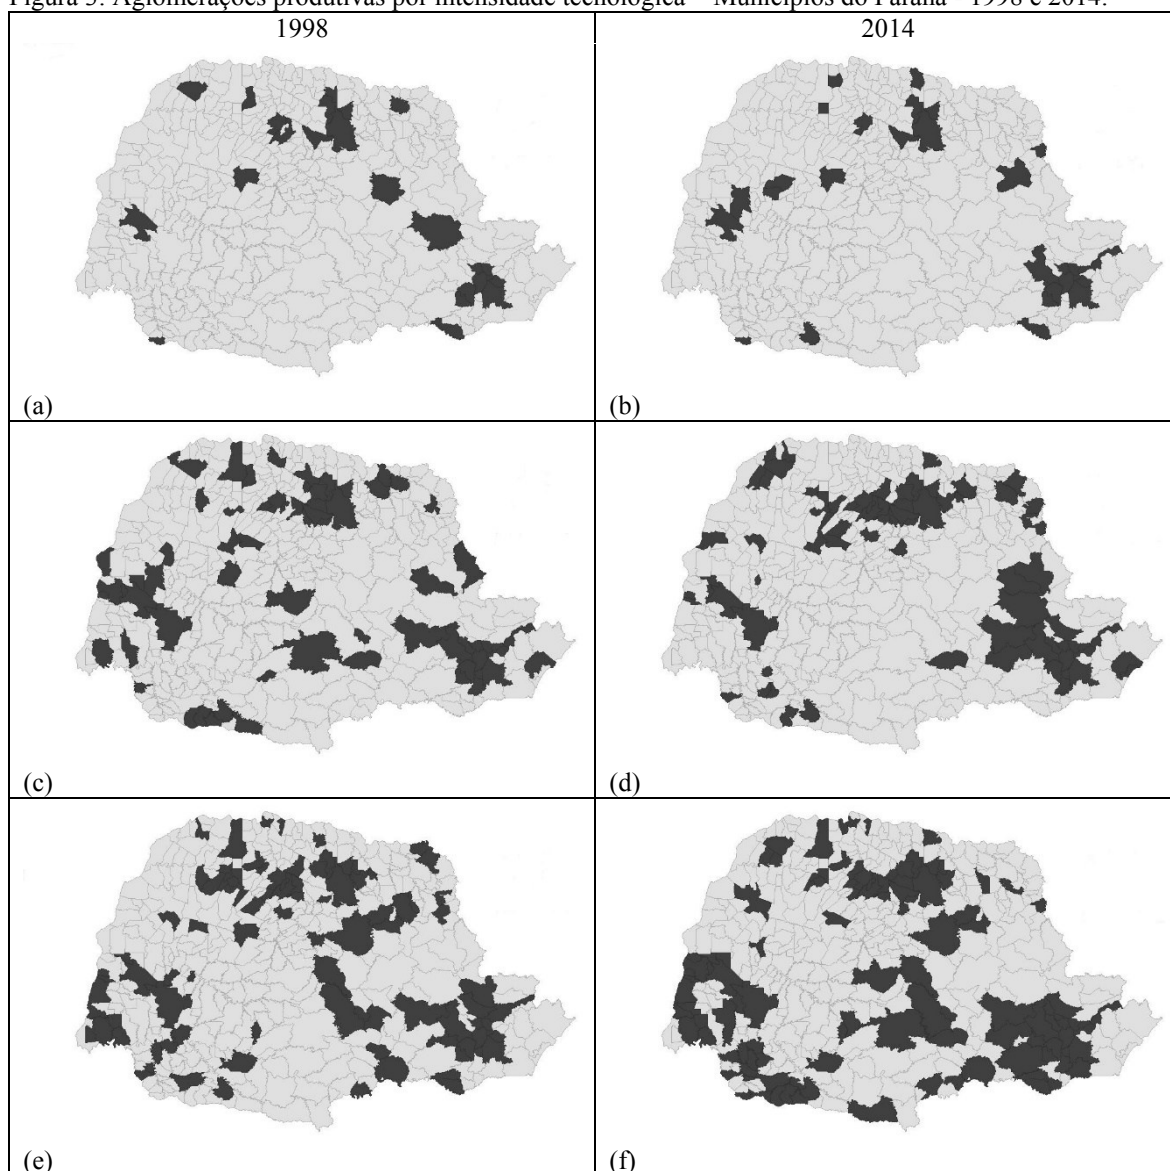 Figura 3: Aglomerações produtivas por intensidade tecnológica – Municípios do Paraná - 1998 e 2014.
1998
2014
(a)
(b)
(c)
(d)
(e)
(f)